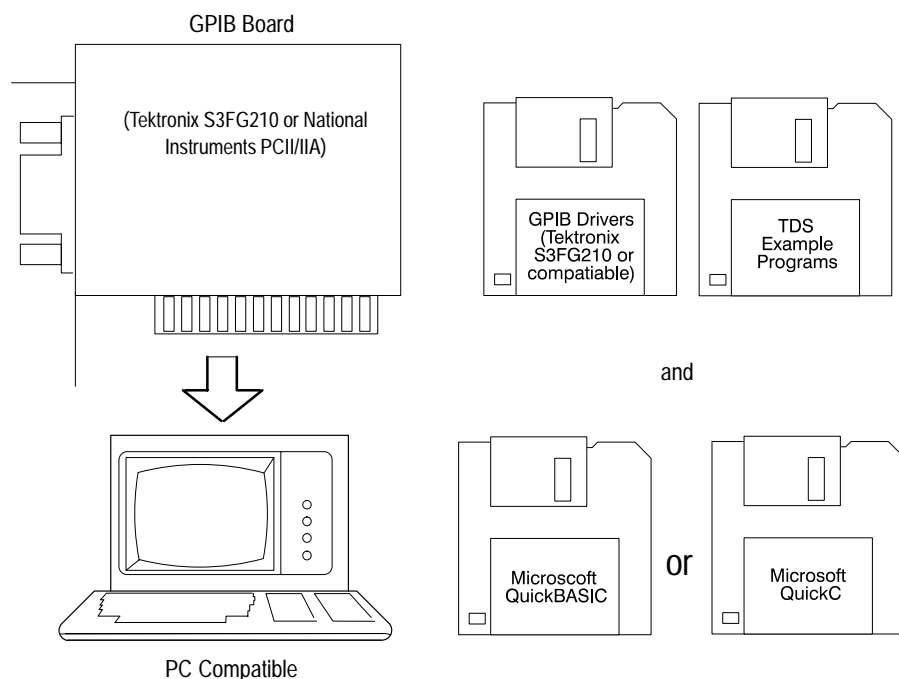 GPIB Board
(Tektronix S3FG210 or National
Instruments PCII/IIA)
GPIB Drivers
(Tektronix
S3FG210 or
compatiable)
TDS
Example
Programs
and
Microscoft
QuickBASIC
or
Microsoft
QuickC
PC Compatible